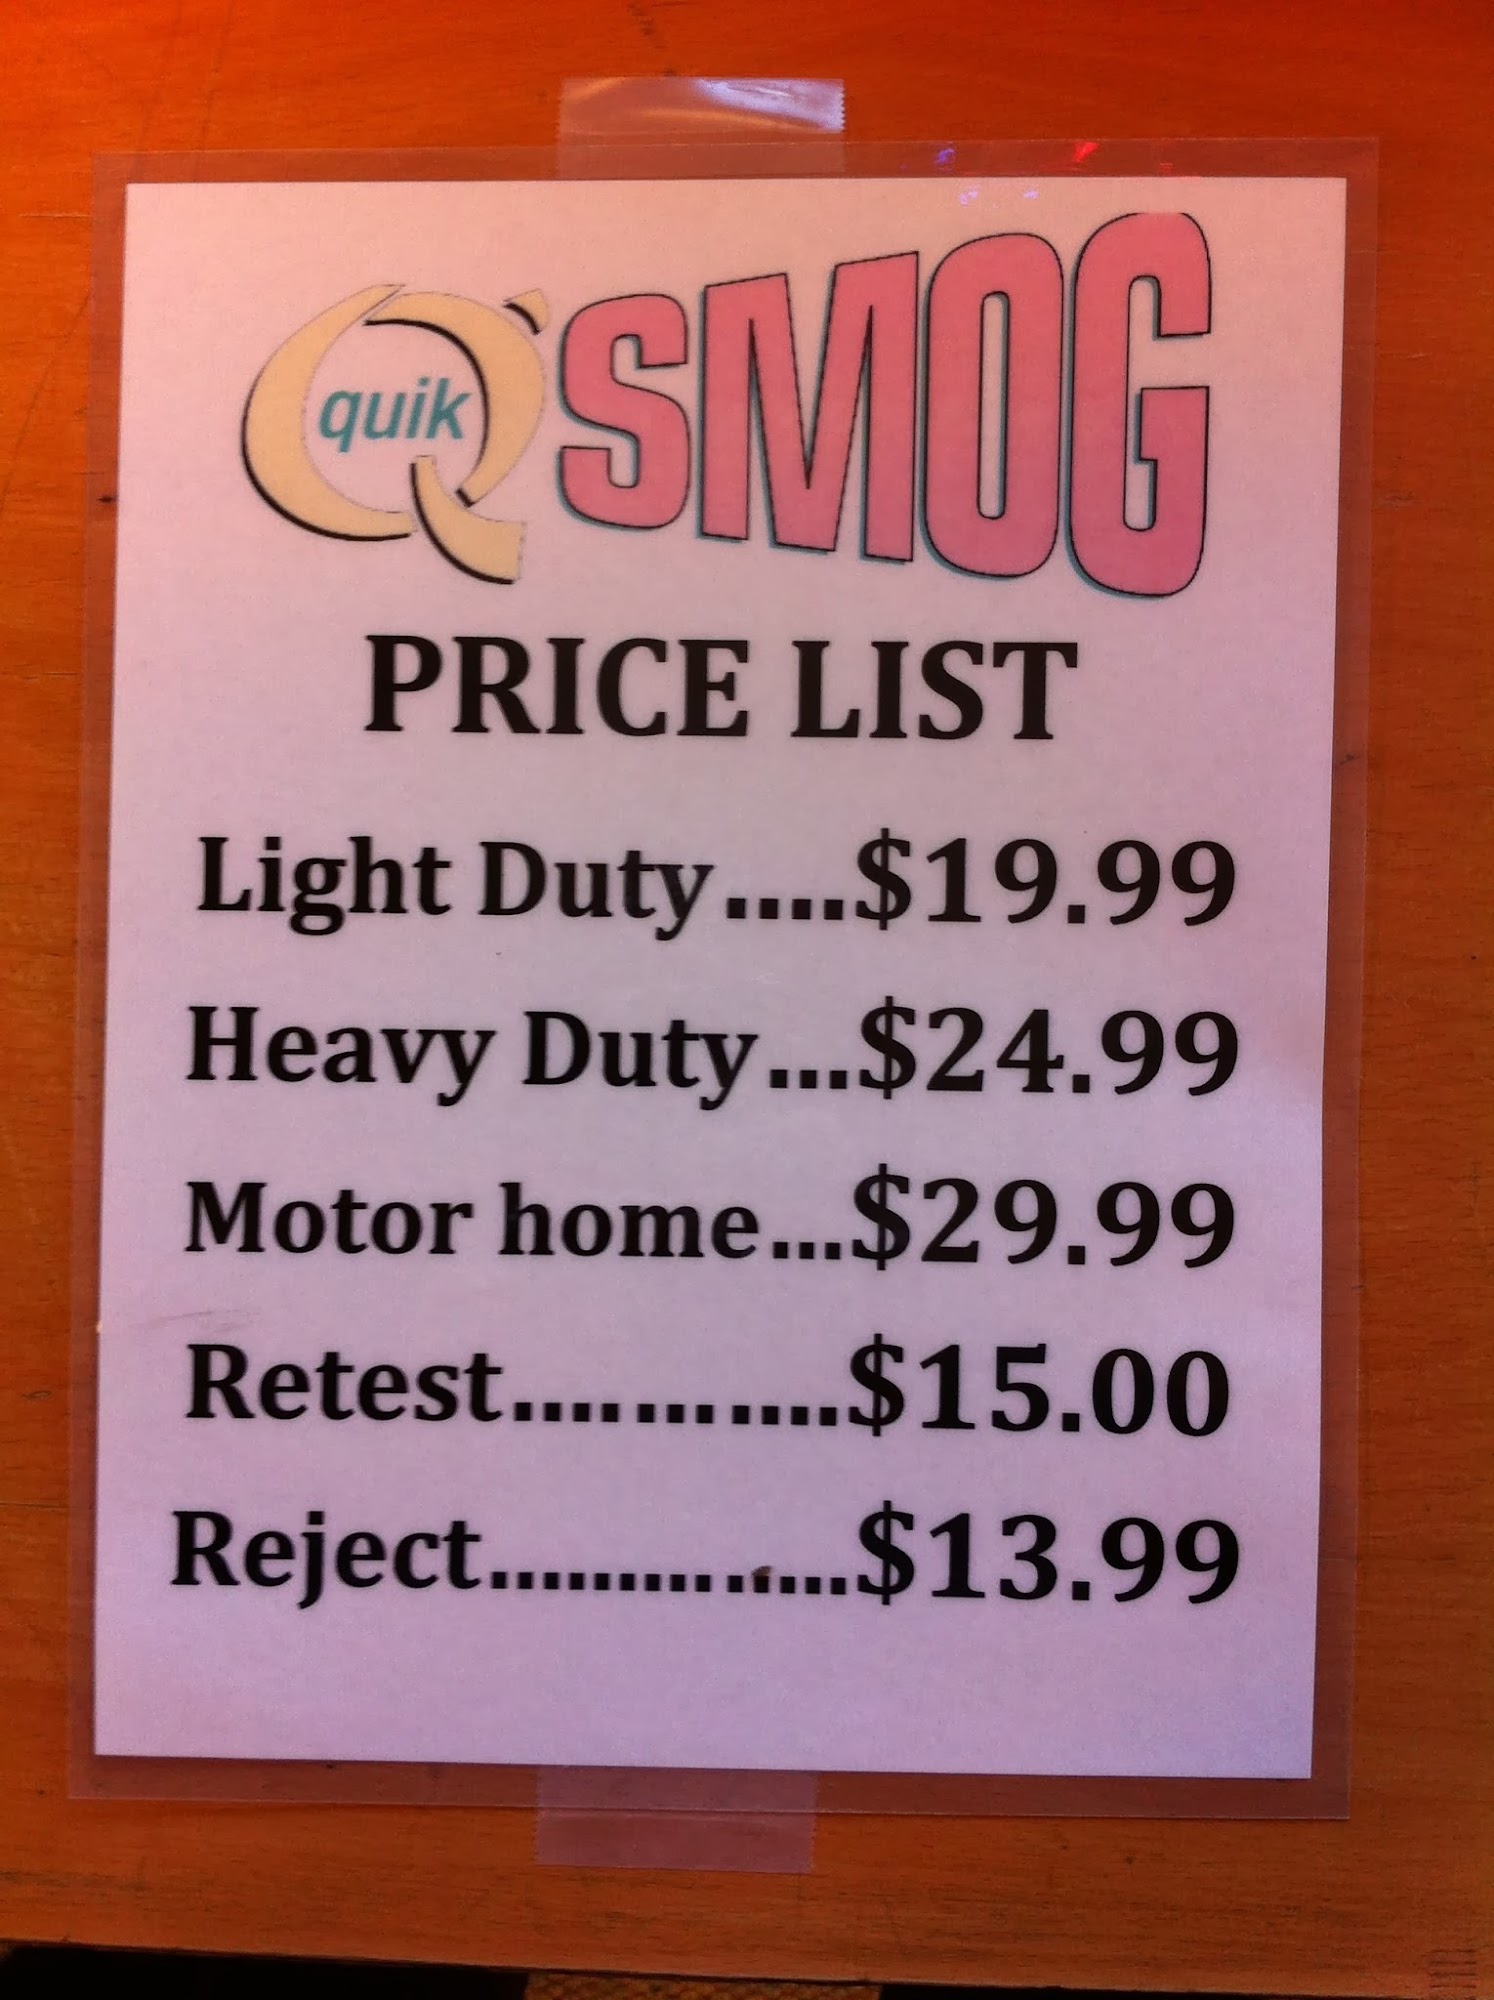 Q' quik SMOG
PRICE LIST
Light Duty....$19.99
Heavy Duty...$24.99
Motor home...$29.99
Retest............$15.00
Reject.............$13.99